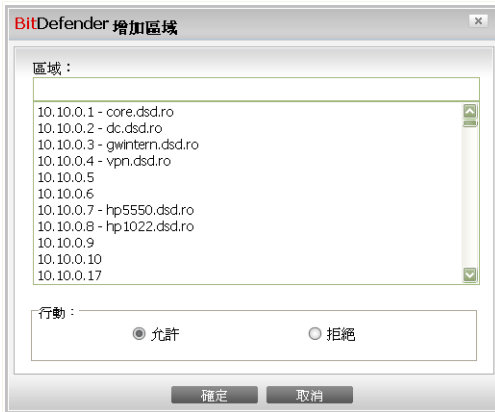 BitDefender 增加區域
區域：
10.10.0.1 - core.dsd.ro
10.10.0.2 - dc.dsd.ro
10.10.0.3 - gwintern.dsd.ro
10.10.0.4 - vpn.dsd.ro
10.10.0.5
10.10.0.6
10.10.0.7 - hp5550.dsd.ro
10.10.0.8 - hp1022.dsd.ro
10.10.0.9
10.10.0.10
10.10.0.17
行動：
允許 拒絕
確定 取消